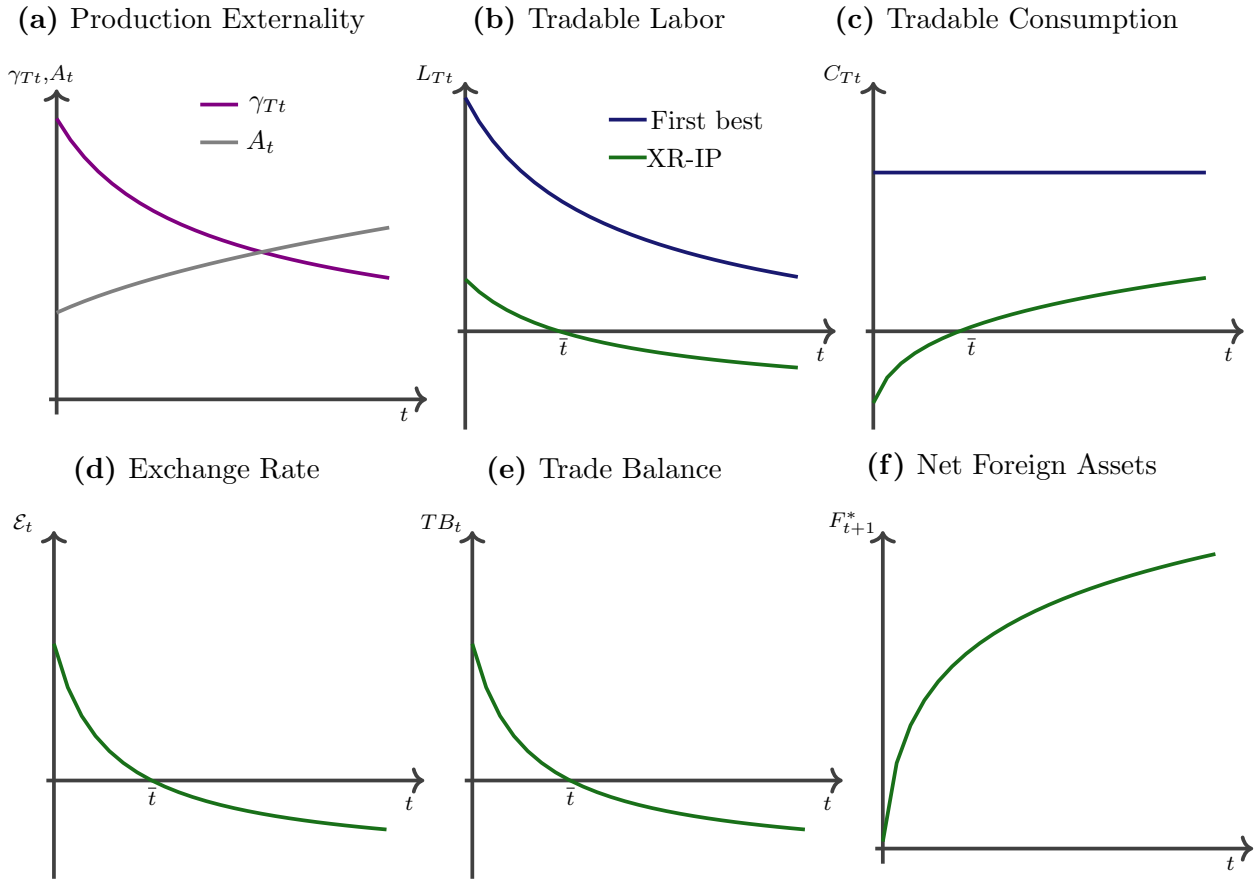 (a) Production Externality
γTt,At
γTt
At
t
(b) Tradable Labor
LTt
First best
XR-IP
t̄
t
(c) Tradable Consumption
CTt
t̄
t
(d) Exchange Rate
ℰt
t̄
t
(e) Trade Balance
TBt
t̄
t
(f) Net Foreign Assets
F*t+1
t